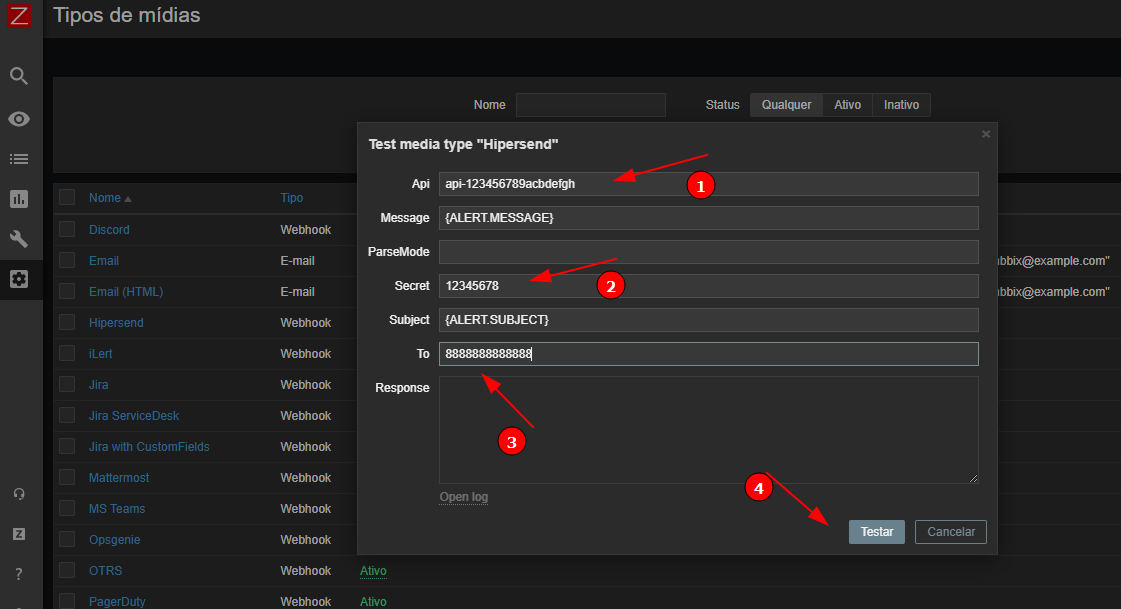 Z
Tipos de mídias
Nome
Status
Qualquer
Ativo
Inativo
Test media type "Hipersend"
×
Api
api-123456789acbdefgh
1
Message
{ALERT.MESSAGE}
ParseMode
Secret
12345678
2
Subject
{ALERT.SUBJECT}
To
8888888888888
Response
3
Open log
4
Testar
Cancelar
Nome
Tipo
Discord Webhook
Email E-mail
abbix@example.com"
Email (HTML) E-mail
abbix@example.com"
Hipersend Webhook
iLert Webhook
Jira Webhook
Jira ServiceDesk Webhook
Jira with CustomFields Webhook
Mattermost Webhook
MS Teams Webhook
Z
Opsgenie Webhook
OTRS Webhook Ativo
?
PagerDuty Webhook Ativo